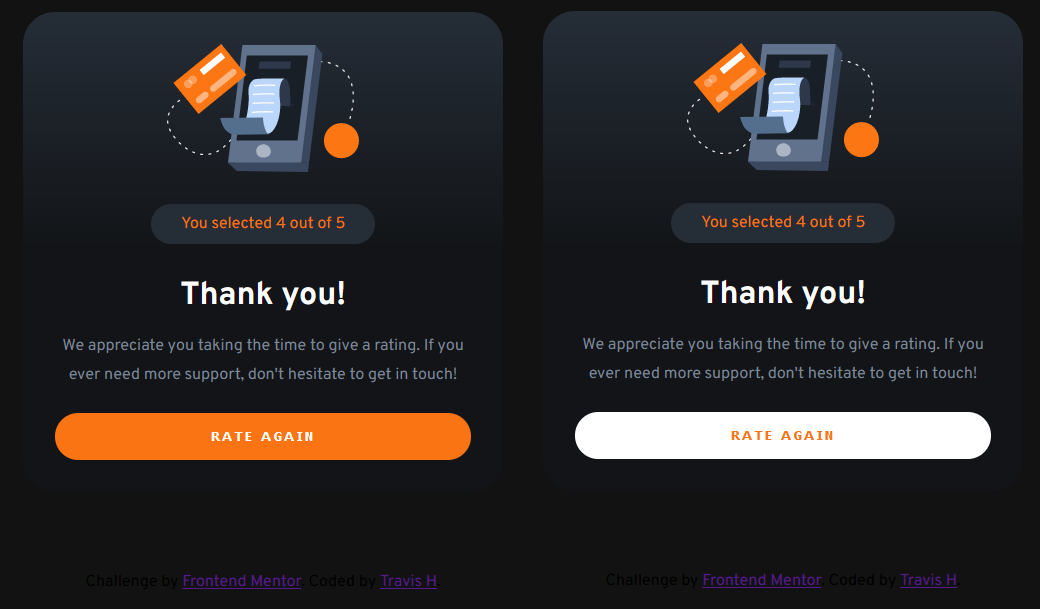 You selected 4 out of 5
Thank you!
We appreciate you taking the time to give a rating. If you
ever need more support, don't hesitate to get in touch!
RATE AGAIN
Challenge by Frontend Mentor. Coded by Travis H.
You selected 4 out of 5
Thank you!
We appreciate you taking the time to give a rating. If you
ever need more support, don't hesitate to get in touch!
RATE AGAIN
Challenge by Frontend Mentor. Coded by Travis H.